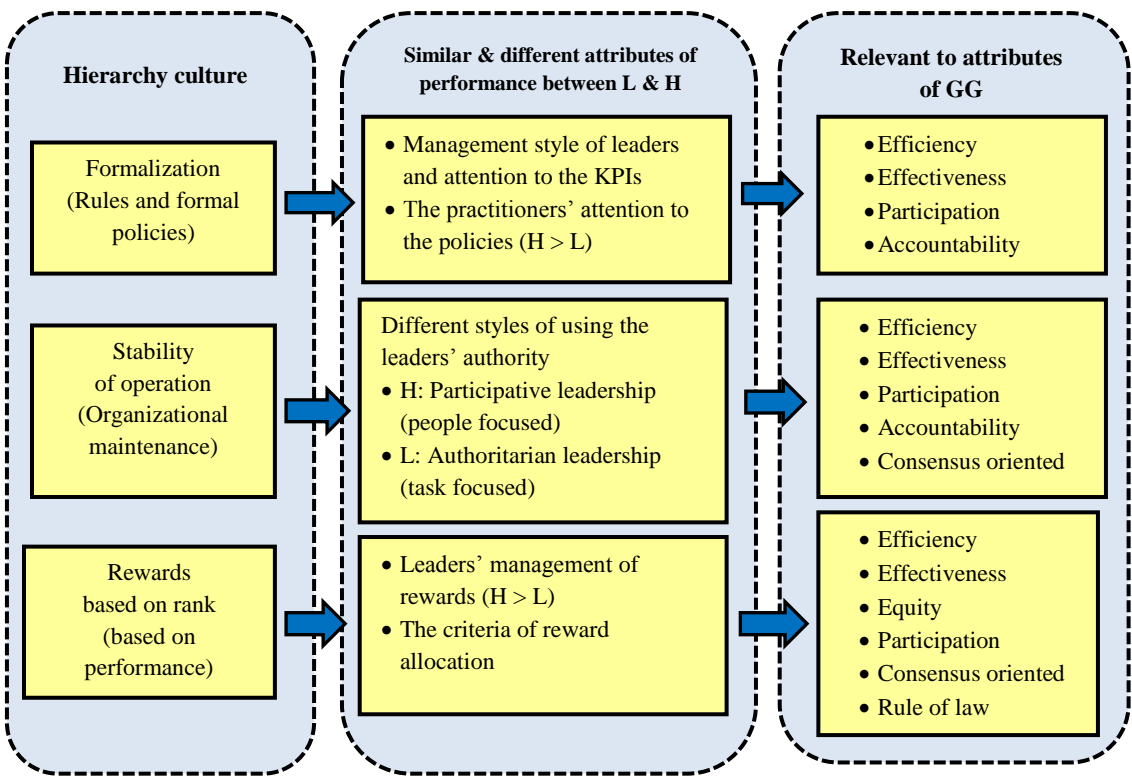 Hierarchy culture
Formalization
(Rules and formal
policies)
Stability
of operation
(Organizational
maintenance)
Rewards
based on rank
(based on
performance)
Similar & different attributes of
performance between L & H
• Management style of leaders
and attention to the KPIs
• The practitioners’ attention to
the policies (H > L)
Different styles of using the
leaders’ authority
• H: Participative leadership
(people focused)
• L: Authoritarian leadership
(task focused)
• Leaders’ management of
rewards (H > L)
• The criteria of reward
allocation
Relevant to attributes
of GG
• Efficiency
• Effectiveness
• Participation
• Accountability
• Efficiency
• Effectiveness
• Participation
• Accountability
• Consensus oriented
• Efficiency
• Effectiveness
• Equity
• Participation
• Consensus oriented
• Rule of law